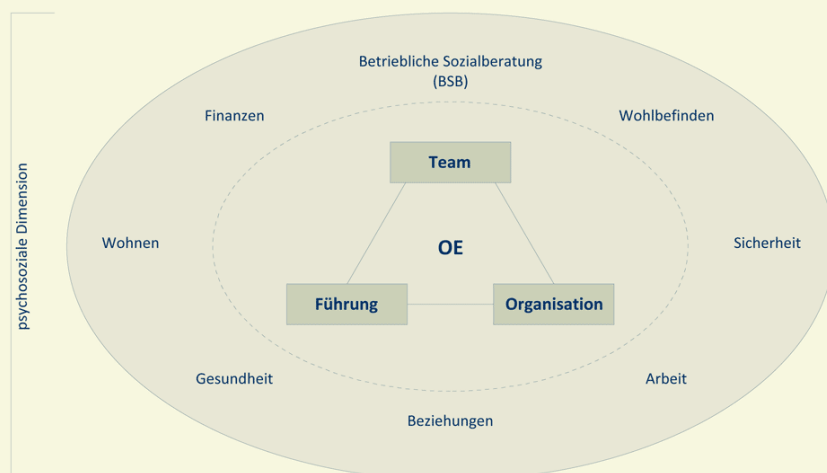 Betriebliche Sozialberatung
(BSB)
Finanzen
Wohlbefinden
Team
psychosoziale Dimension
Wohnen
OE
Sicherheit
Führung
Organisation
Gesundheit
Arbeit
Beziehungen